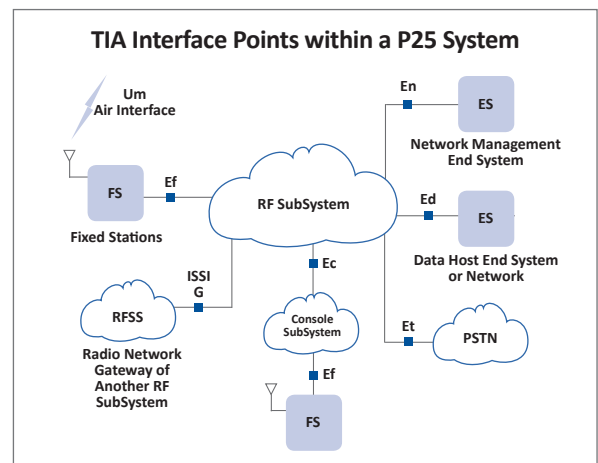 TIA Interface Points within a P25 System
Um
Air Interface
En
ES
Network Management
End System
FS
Ef
Fixed Stations
RF SubSystem
Ed
ES
Data Host End System
or Network
Ec
ISSI
G
RFSS
Radio Network
Gateway of
Another RF
SubSystem
Console
SubSystem
Et
PSTN
Ef
FS